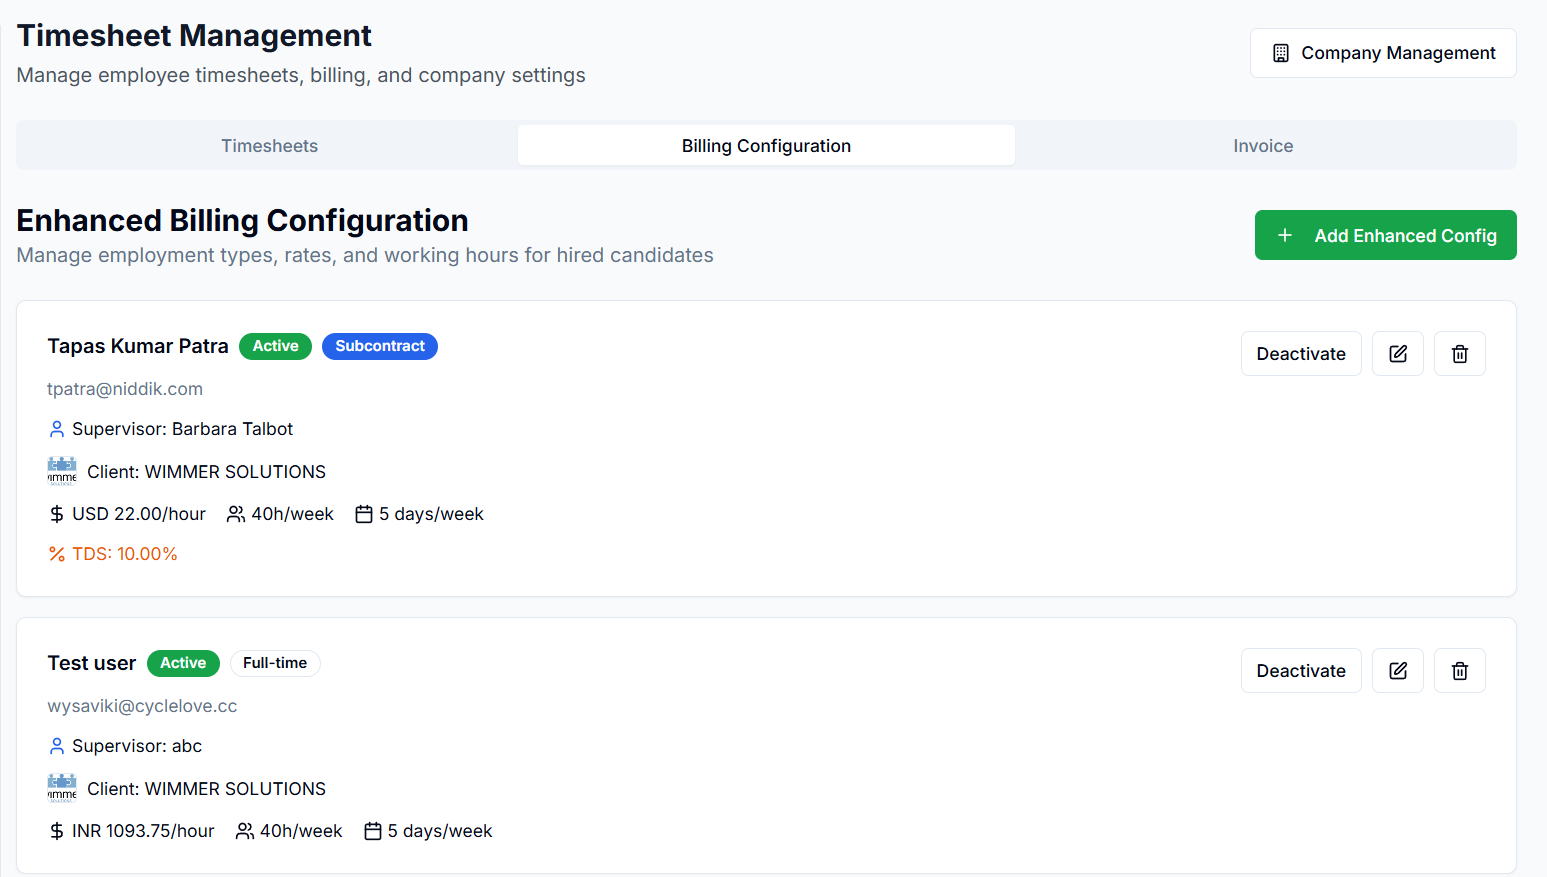 Timesheet Management
Company Management
Manage employee timesheets, billing, and company settings
Timesheets
Billing Configuration
Invoice
Enhanced Billing Configuration
Add Enhanced Config
Manage employment types, rates, and working hours for hired candidates
Tapas Kumar Patra
Active
Subcontract
Deactivate
tpatra@niddik.com
Supervisor: Barbara Talbot
Client: WIMMER SOLUTIONS
USD 22.00/hour
40h/week
5 days/week
TDS: 10.00%
Test user
Active
Full-time
Deactivate
wysaviki@cyclelove.cc
Supervisor: abc
Client: WIMMER SOLUTIONS
INR 1093.75/hour
40h/week
5 days/week